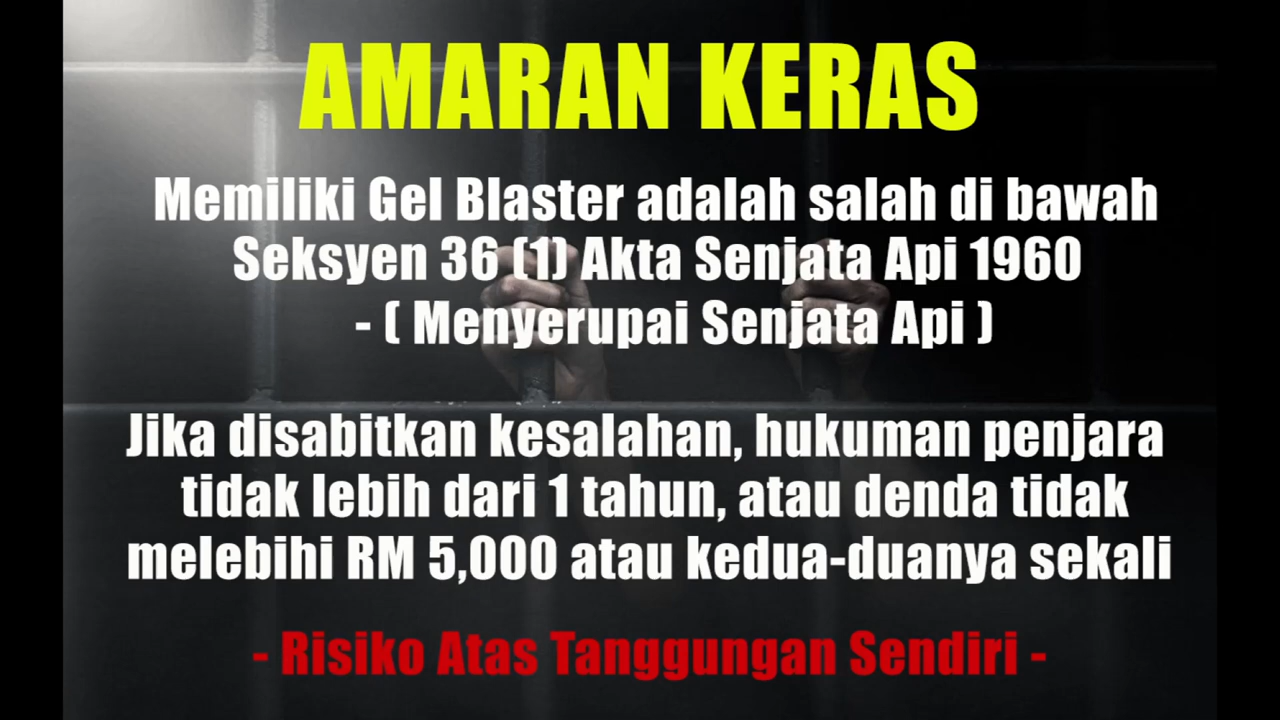 AMARAN KERAS
Memiliki Gel Blaster adalah salah di bawah
Seksyen 36 (1) Akta Senjata Api 1960
- ( Menyerupai Senjata Api )
Jika disabitkan kesalahan, hukuman penjara
tidak lebih dari 1 tahun, atau denda tidak
melebihi RM 5,000 atau kedua-duanya sekali
- Risiko Atas Tanggungan Sendiri -